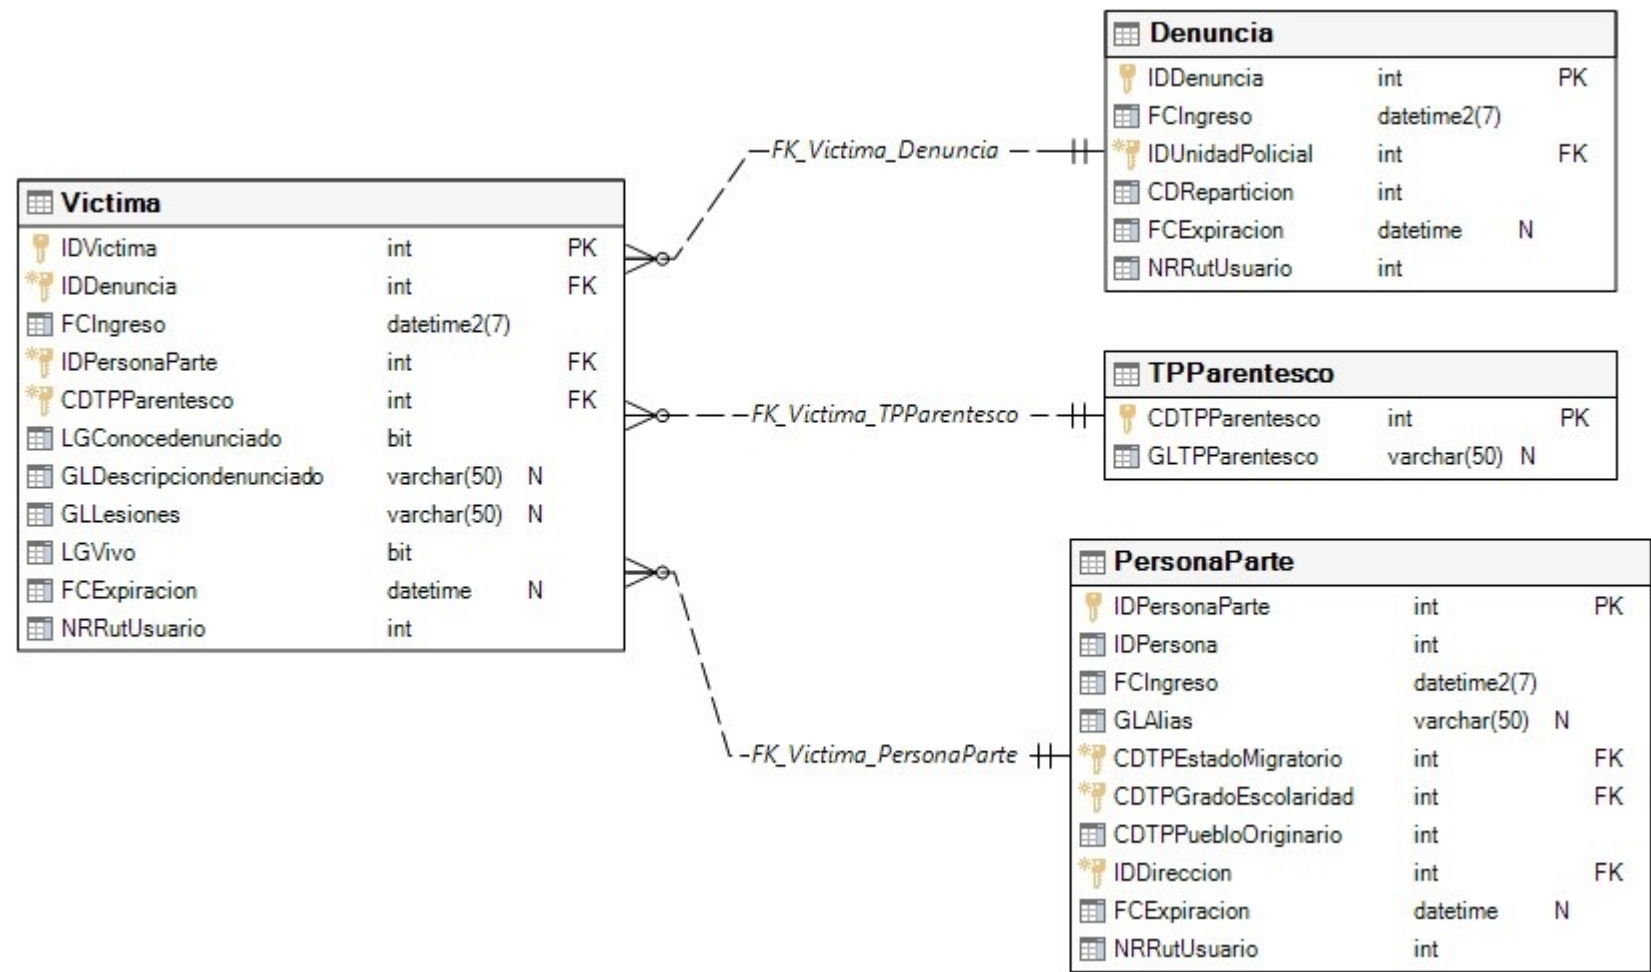 Victima
IDVictima int PK
IDDenuncia int FK
FCIngreso datetime2(7)
IDPersonaParte int FK
CDTPParentesco int FK
LGConocedenunciado bit
GLDescripciondenunciado varchar(50) N
GLLesiones varchar(50) N
LGVivo bit
FCExpiracion datetime N
NRRutUsuario int
FK_Victima_Denuncia
FK_Victima_TPParentesco
FK_Victima_PersonaParte
Denuncia
IDDenuncia int PK
FCIngreso datetime2(7)
IDUnidadPolicial int FK
CDReparticion int
FCExpiracion datetime N
NRRutUsuario int
TPParentesco
CDTPParentesco int PK
GLTPParentesco varchar(50) N
PersonaParte
IDPersonaParte int PK
IDPersona int
FCIngreso datetime2(7)
GLAlias varchar(50) N
CDTPEstadoMigratorio int FK
CDTPGradoEscolaridad int FK
CDTPPuebloOriginario int
IDDireccion int FK
FCExpiracion datetime N
NRRutUsuario int